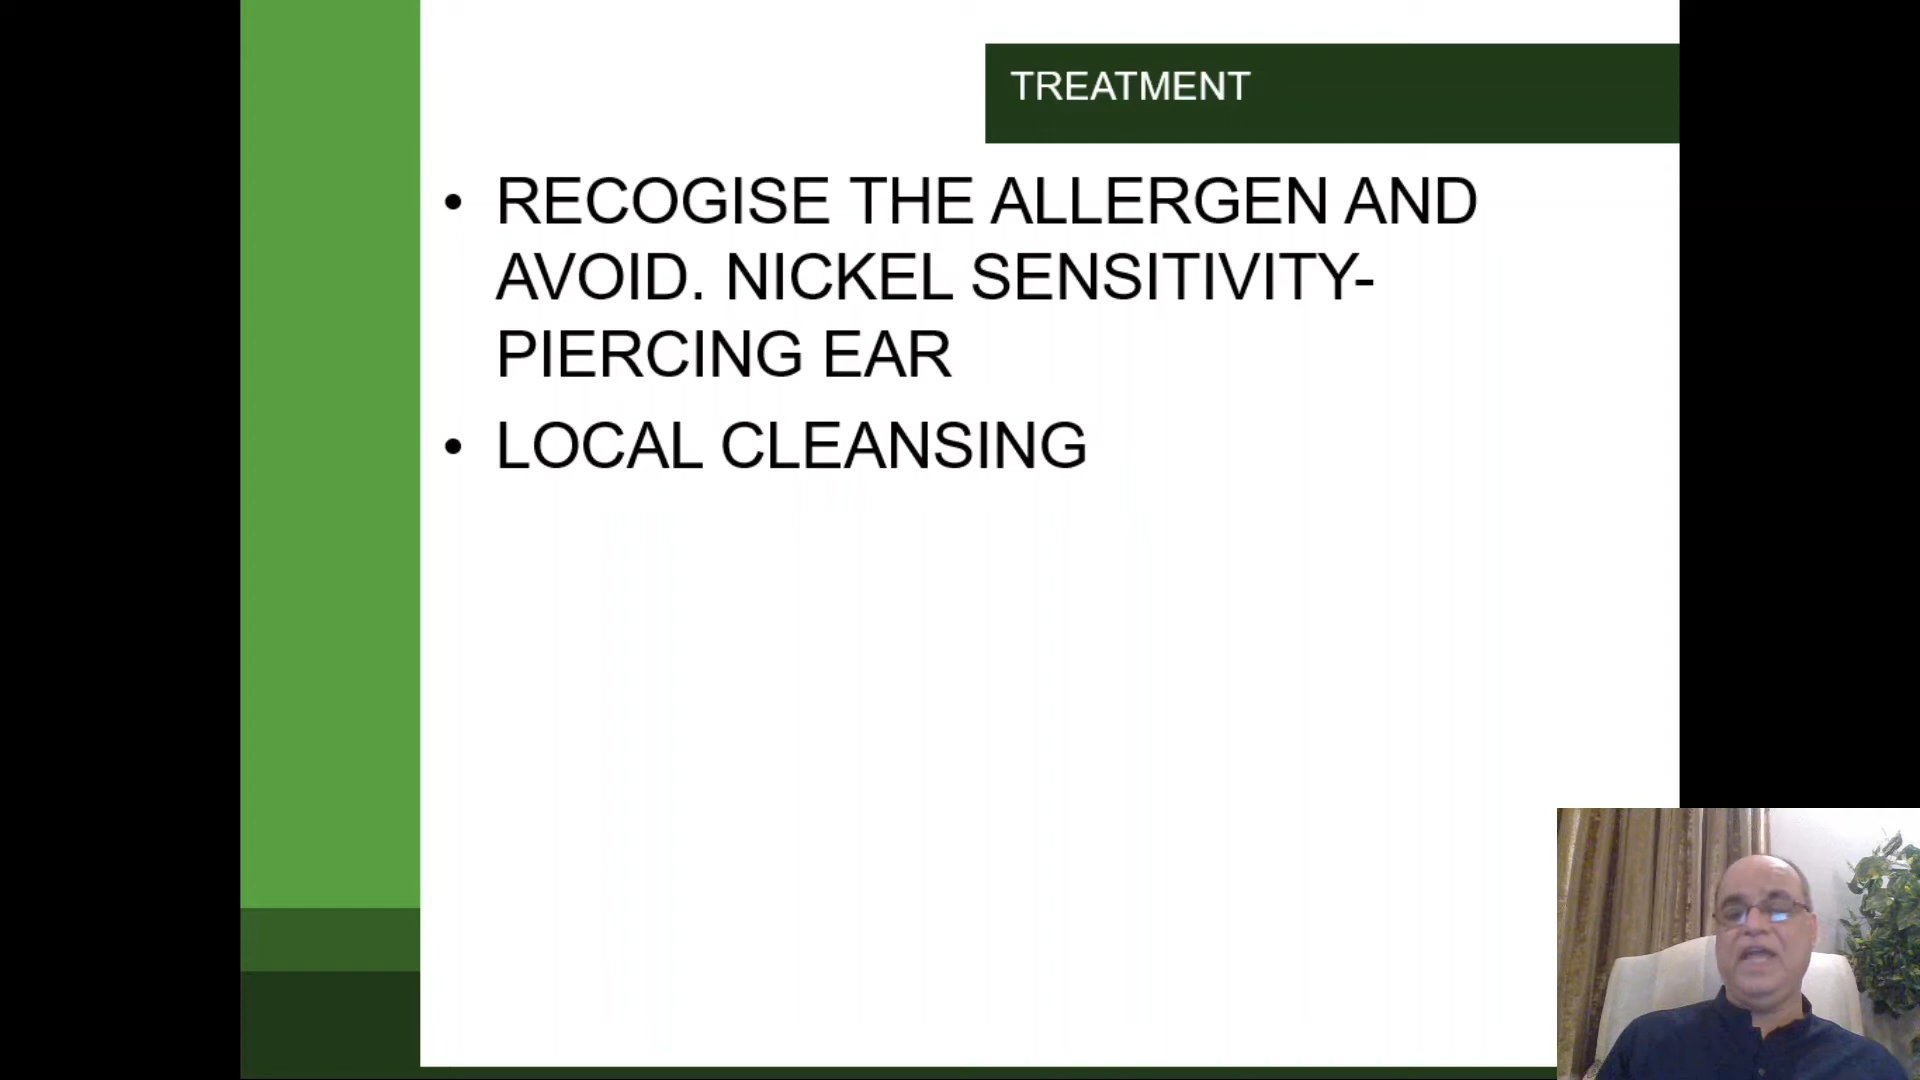 TREATMENT
• RECOGISE THE ALLERGEN AND
AVOID. NICKEL SENSITIVITY-
PIERCING EAR
• LOCAL CLEANSING